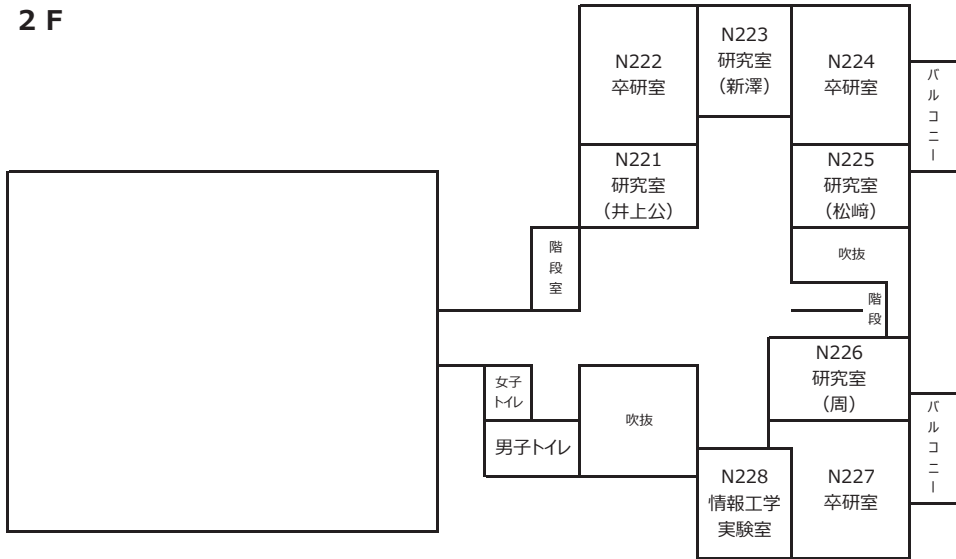 2 F
N222
卒研室
N223
研究室
(新澤)
N224
卒研室
バルコニー
N221
研究室
(井上公)
N225
研究室
(松﨑)
階段室
吹抜
階段
N226
研究室
(周)
女子
トイレ
男子トイレ
吹抜
N228
情報工学
実験室
N227
卒研室
バルコニー